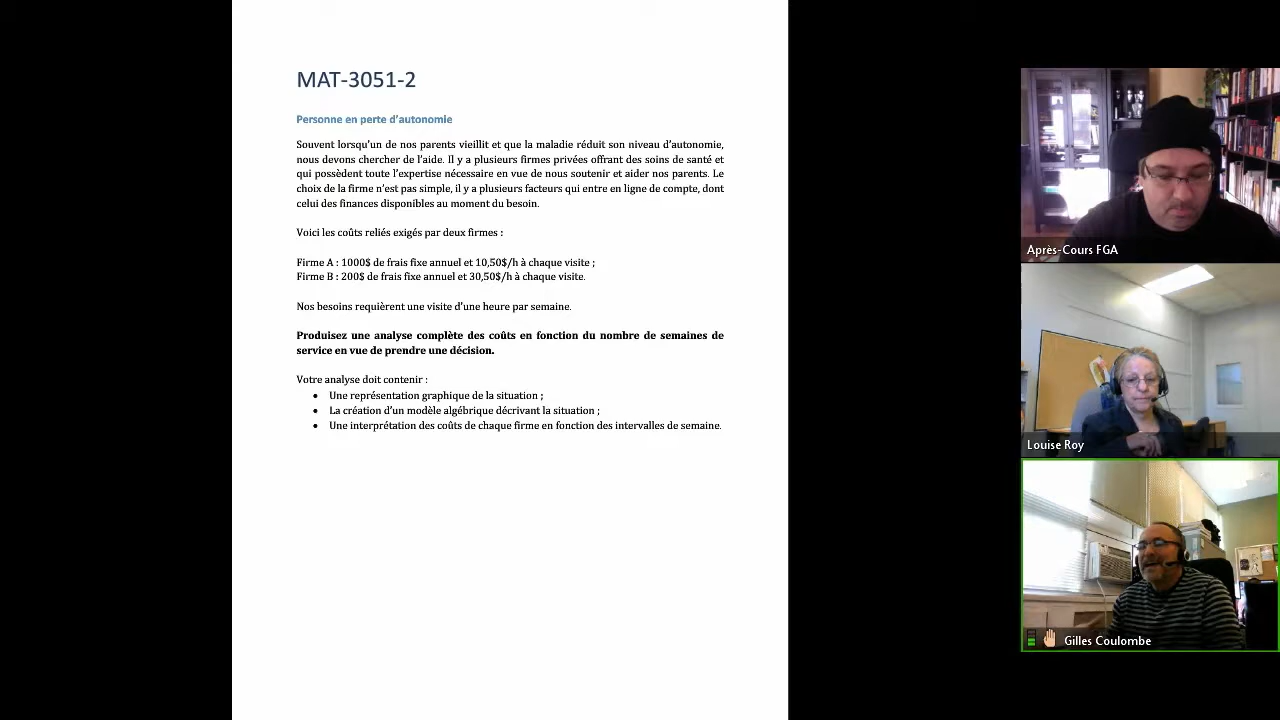 MAT-3051-2
Personne en perte d'autonomie
Souvent lorsqu'un de nos parents vieillit et que la maladie réduit son niveau d'autonomie,
nous devons chercher de l'aide. Il y a plusieurs firmes privées offrant des soins de santé et
qui possèdent toute l'expertise nécessaire en vue de nous soutenir et aider nos parents. Le
choix de la firme n'est pas simple, il y a plusieurs facteurs qui entre en ligne de compte, dont
celui des finances disponibles au moment du besoin.
Voici les coûts reliés exigés par deux firmes :
Firme A : 1000$ de frais fixe annuel et 10,50$/h à chaque visite ;
Firme B : 200$ de frais fixe annuel et 30,50$/h à chaque visite.
Nos besoins requièrent une visite d'une heure par semaine.
Produisez une analyse complète des coûts en fonction du nombre de semaines de
service en vue de prendre une décision.
Votre analyse doit contenir :
• Une représentation graphique de la situation ;
• La création d'un modèle algébrique décrivant la situation ;
• Une interprétation des coûts de chaque firme en fonction des intervalles de semaine.
Après-Cours FGA
Louise Roy
Gilles Coulombe